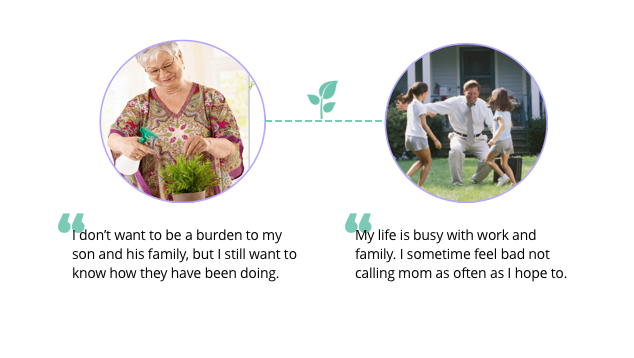 I don’t want to be a burden to my
son and his family, but I still want to
know how they have been doing.
My life is busy with work and
family. I sometime feel bad not
calling mom as often as I hope to.